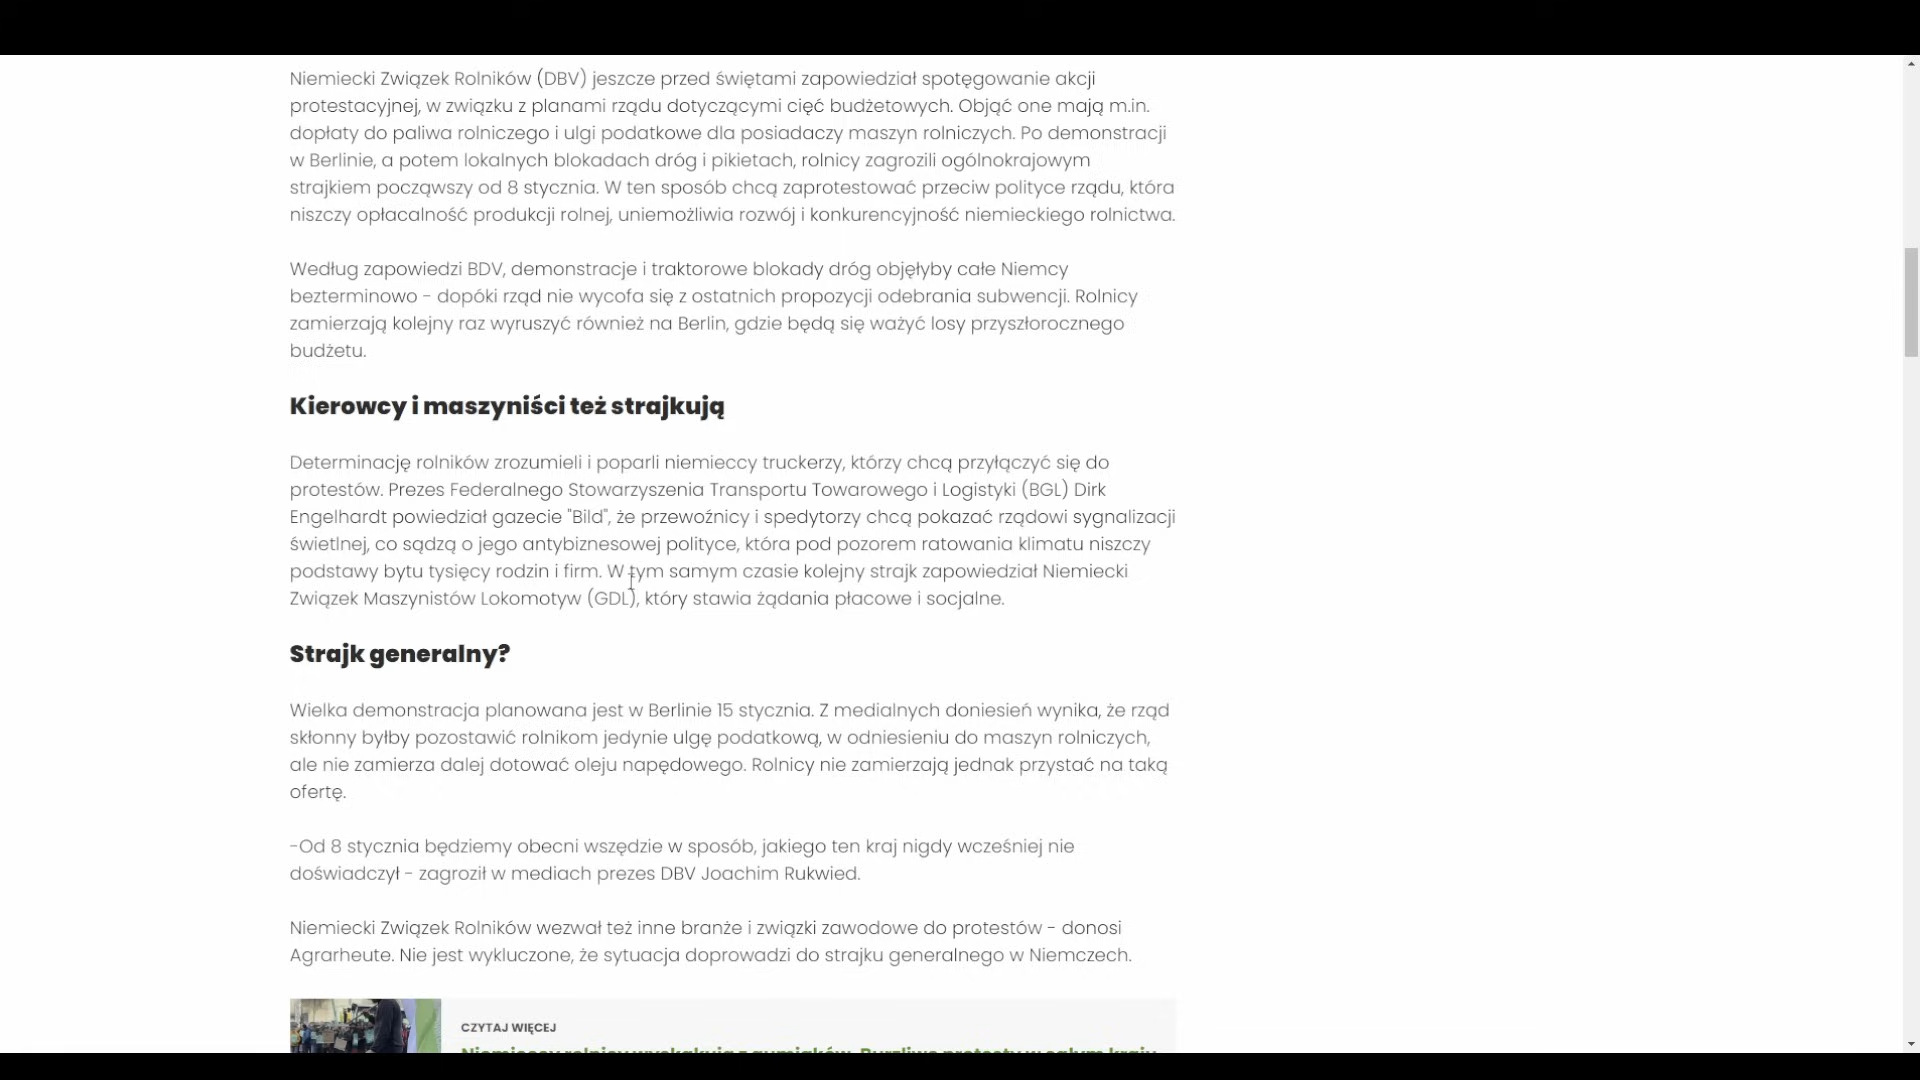 Niemiecki Związek Rolników (DBV) jeszcze przed świętami zapowiedział spotęgowanie akcji
protestacyjnej, w związku z planami rządu dotyczącymi cięć budżetowych. Objąć one mają m.in.
dopłaty do paliwa rolniczego i ulgi podatkowe dla posiadaczy maszyn rolniczych. Po demonstracji
w Berlinie, a potem lokalnych blokadach dróg i pikietach, rolnicy zagrozili ogólnokrajowym
strajkiem począwszy od 8 stycznia. W ten sposób chcą zaprotestować przeciw polityce rządu, która
niszczy opłacalność produkcji rolnej, uniemożliwia rozwój i konkurencyjność niemieckiego rolnictwa.
Według zapowiedzi BDV, demonstracje i traktorowe blokady dróg objęłyby całe Niemcy
bezterminowo - dopóki rząd nie wycofa się z ostatnich propozycji odebrania subwencji. Rolnicy
zamierzają kolejny raz wyruszyć również na Berlin, gdzie będą się ważyć losy przyszłorocznego
budżetu.
Kierowcy i maszyniści też strajkują
Determinację rolników zrozumieli i poparli niemieccy truckerzy, którzy chcą przyłączyć się do
protestów. Prezes Federalnego Stowarzyszenia Transportu Towarowego i Logistyki (BGL) Dirk
Engelhardt powiedział gazecie "Bild", że przewoźnicy i spedytorzy chcą pokazać rządowi sygnalizacji
świetlnej, co sądzą o jego antybiznesowej polityce, która pod pozorem ratowania klimatu niszczy
podstawy bytu tysięcy rodzin i firm. W tym samym czasie kolejny strajk zapowiedział Niemiecki
Związek Maszynistów Lokomotyw (GDL), który stawia żądania płacowe i socjalne.
Strajk generalny?
Wielka demonstracja planowana jest w Berlinie 15 stycznia. Z medialnych doniesień wynika, że rząd
skłonny byłby pozostawić rolnikom jedynie ulgę podatkową, w odniesieniu do maszyn rolniczych,
ale nie zamierza dalej dotować oleju napędowego. Rolnicy nie zamierzają jednak przystać na taką
ofertę.
-Od 8 stycznia będziemy obecni wszędzie w sposób, jakiego ten kraj nigdy wcześniej nie
doświadczył - zagroził w mediach prezes DBV Joachim Rukwied.
Niemiecki Związek Rolników wezwał też inne branże i związki zawodowe do protestów - donosi
Agrarheute. Nie jest wykluczone, że sytuacja doprowadzi do strajku generalnego w Niemczech.
CZYTAJ WIĘCEJ
Niemieccy rolnicy wyskakują z gumiaków. Burzliwe protesty w całym kraju